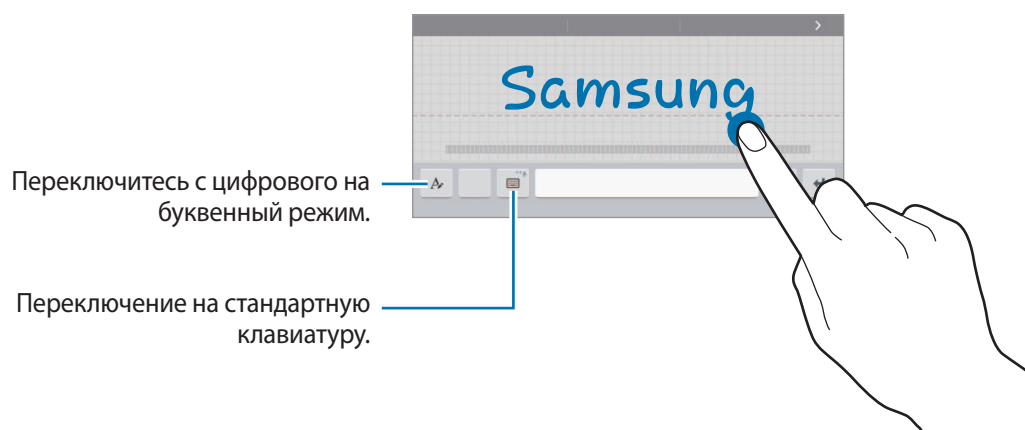 Samsung
Переключитесь с цифрового на
буквенный режим.
Переключение на стандартную
клавиатуру.